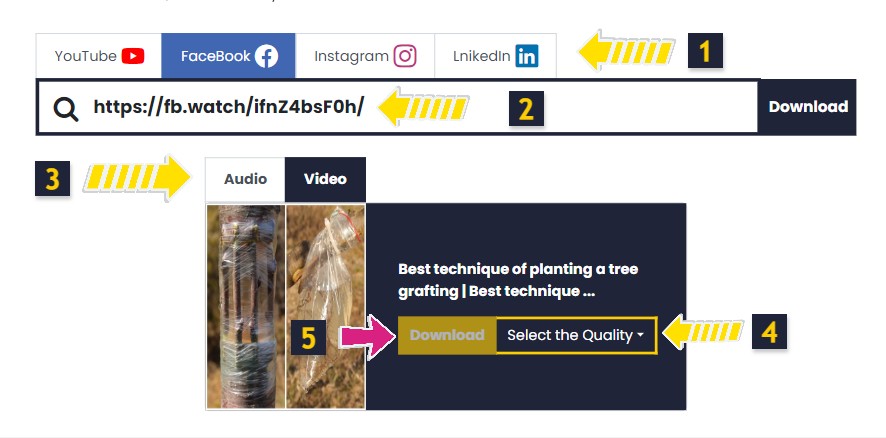 YouTube FaceBook Instagram LnikedIn in 1
https://fb.watch/ifnZ4bsF0h/ 2 Download
3 Audio Video
Best technique of planting a tree
grafting | Best technique ...
5 Download Select the Quality 4